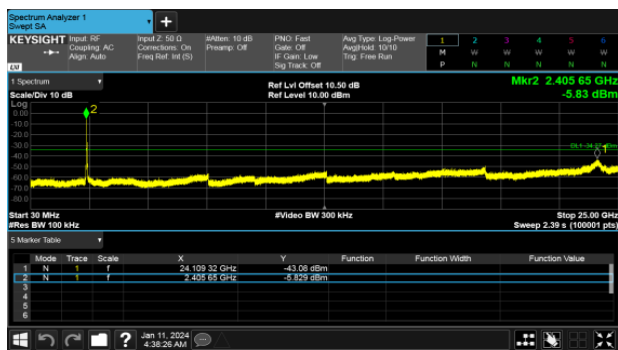 Spectrum Analyzer 1
Swept SA
KEYSIGHT Input: RF Input Z: 50 Ω #Atten: 10 dB PNO: Fast Avg Type: Log-Power 1 2 3 4 5 6
Coupling: AC Corrections: On Preamp: Off Gate: Off Avg|Hold: 10/10 M W W W W W
Align: Auto Freq Ref: Int (S) IF Gain: Low Trig: Free Run
Sig Track: Off P N N N N N
LXI
1 Spectrum Ref Lvl Offset 10.50 dB Mkr2 2.405 65 GHz
Scale/Div 10 dB Ref Level 10.00 dBm -5.83 dBm
Log
0.00 2
-10.0
-20.0
-30.0 DL1 -34.27 dBm
-40.0 1
-50.0
-60.0
-70.0
-80.0
Start 30 MHz #Video BW 300 kHz Stop 25.00 GHz
#Res BW 100 kHz Sweep 2.39 s (100001 pts)
5 Marker Table
Mode Trace Scale X Y Function Function Width Function Value
1 N 1 f 24.109 32 GHz -43.08 dBm
2 N 1 f 2.405 65 GHz -5.829 dBm
3
4
5
6
? Jan 11, 2024
4:38:26 AM